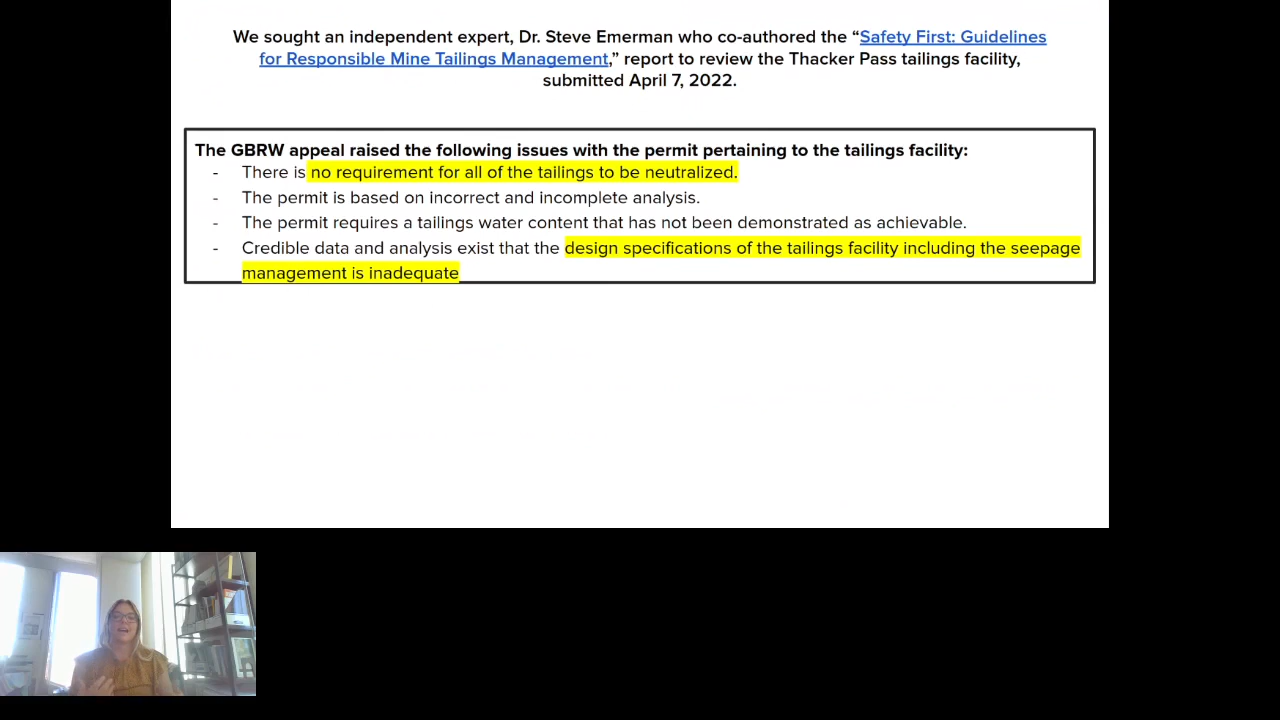 We sought an independent expert, Dr. Steve Emerman who co-authored the “Safety First: Guidelines
for Responsible Mine Tailings Management,” report to review the Thacker Pass tailings facility,
submitted April 7, 2022.
The GBRW appeal raised the following issues with the permit pertaining to the tailings facility:
- There is no requirement for all of the tailings to be neutralized.
- The permit is based on incorrect and incomplete analysis.
- The permit requires a tailings water content that has not been demonstrated as achievable.
- Credible data and analysis exist that the design specifications of the tailings facility including the seepage
management is inadequate